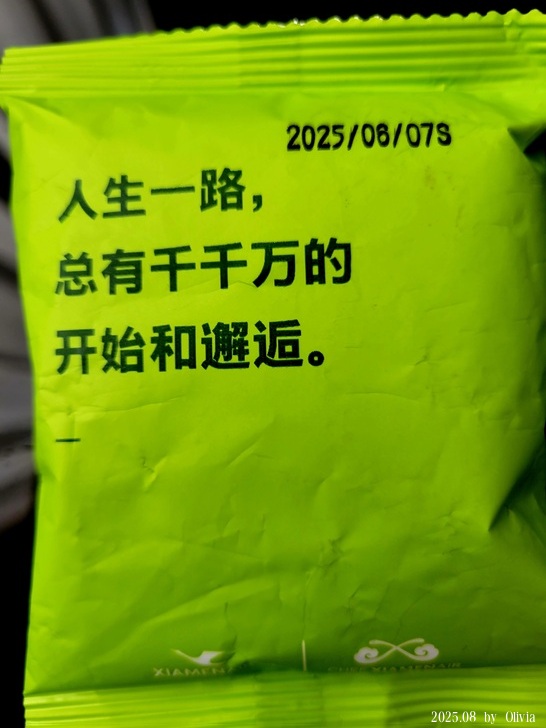 2025/06/07S
人生一路，
总有千千万的
开始和邂逅。
XIAMEN
2025.08 by Olivia